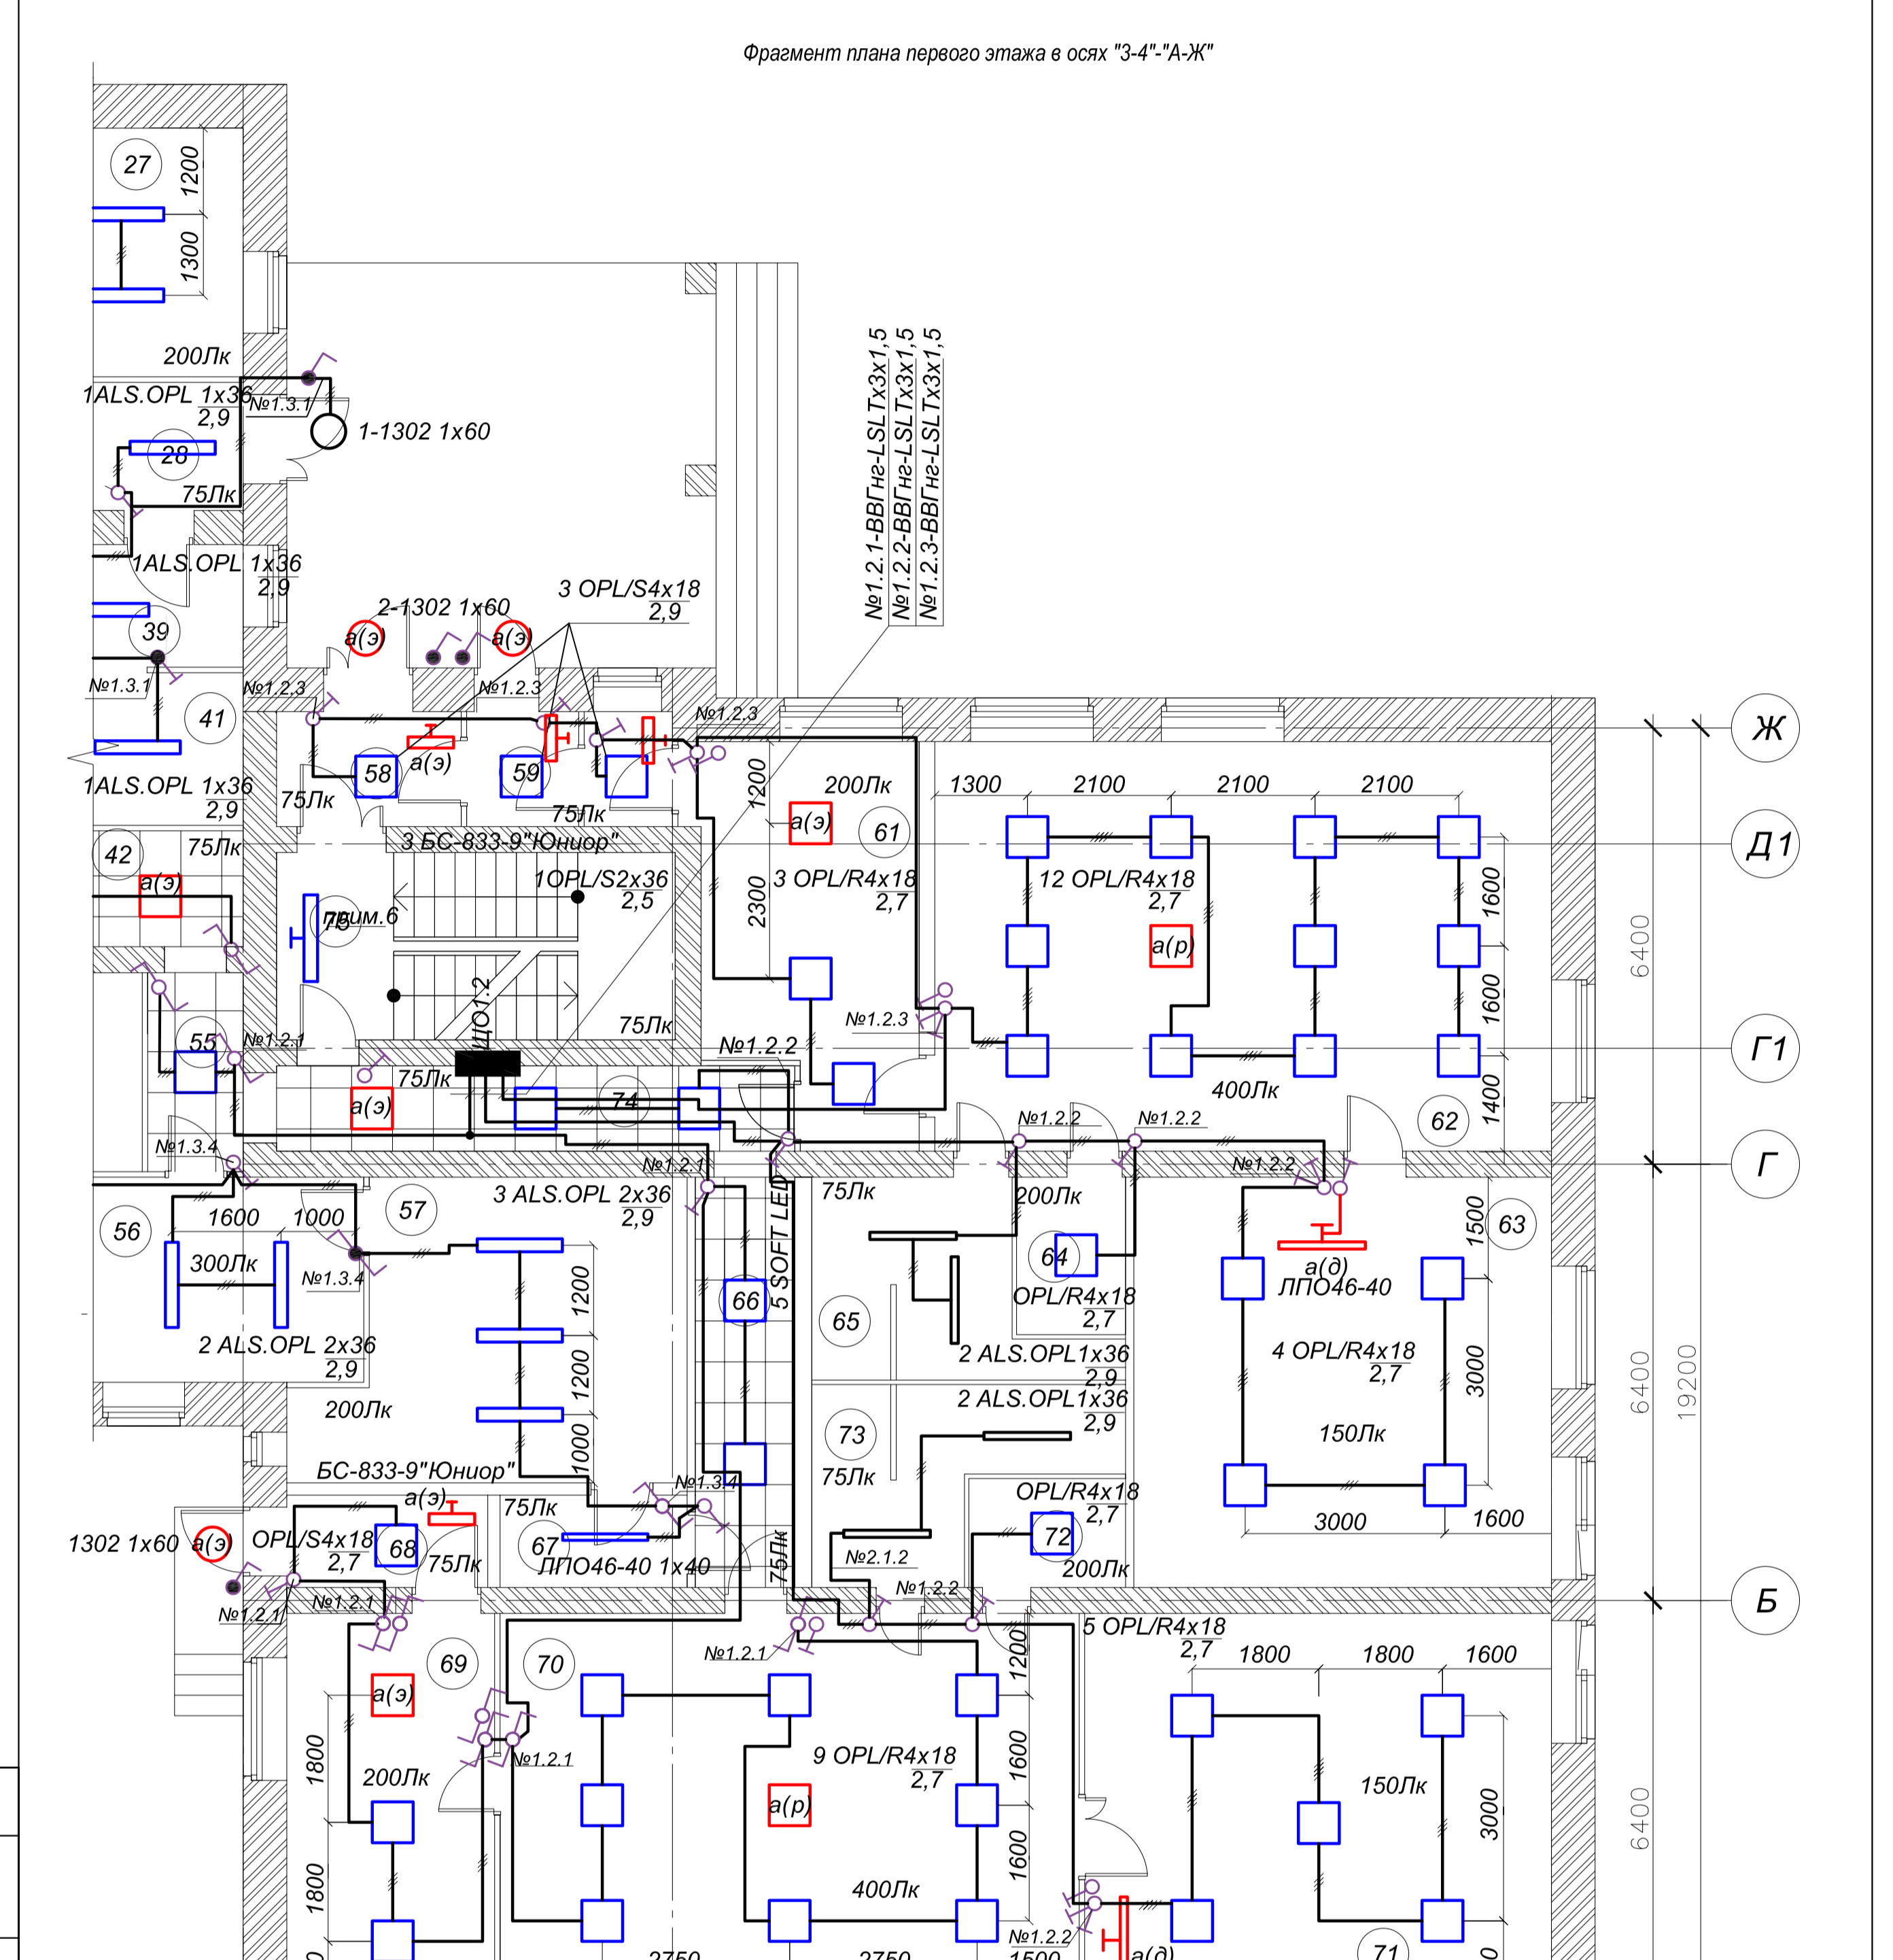 Фрагмент плана первого этажа в осях "3-4"-"А-Ж"
27
1200
1300
200Лк
1ALS.OPL 1x36
2,9
№1.3.1
1-1302 1x60
28
75Лк
1ALS.OPL 1x36
2,9
39
№1.3.1
41
1ALS.OPL 1x36
2,9
42
75Лк
а(э)
№1.2.1-ВВГнг-LSLTx3x1,5
№1.2.2-ВВГнг-LSLTx3x1,5
№1.2.3-ВВГнг-LSLTx3x1,5
3 OPL/S4x18
2,9
2-1302 1x60
а(э)
а(э)
№1.2.3
№1.2.3
№1.2.3
58
а(э)
59
75Лк
75Лк
3 БС-833-9"Юниор"
1OPL/S2x36
2,5
75
прим.6
ЩО1.2
75Лк
1200
2300
200Лк
а(э)
61
3 OPL/R4x18
2,7
№1.2.3
1300
2100
2100
2100
12 OPL/R4x18
2,7
а(р)
400Лк
1600
1600
1400
62
Ж
Д1
Г1
Г
Б
6400
6400
6400
19200
55
№1.2.1
75Лк
а(э)
74
№1.2.2
№1.2.2
№1.2.2
№1.2.2
№1.3.4
№1.2.1
56
1600
1000
300Лк
57
№1.3.4
3 ALS.OPL 2x36
2,9
2 ALS.OPL 2x36
2,9
200Лк
1200
1200
1000
66
5 SOFT LED
75Лк
75Лк
65
200Лк
64
OPL/R4x18
2,7
2 ALS.OPL1x36
2,9
2 ALS.OPL1x36
2,9
73
75Лк
63
1500
а(д)
ЛПО46-40
4 OPL/R4x18
2,7
3000
150Лк
3000
1600
БС-833-9"Юниор"
а(э)
1302 1x60
а(э)
OPL/S4x18
2,7
68
75Лк
75Лк
67
ЛПО46-40 1x40
№1.3.4
OPL/R4x18
2,7
72
200Лк
№2.1.2
№1.2.2
№1.2.1
№1.2.1
№1.2.1
69
70
а(э)
1800
1800
200Лк
№1.2.1
9 OPL/R4x18
2,7
а(р)
400Лк
1200
1600
1600
5 OPL/R4x18
2,7
1800
1800
1600
150Лк
3000
№1.2.2
1500
а(д)
71
2750
2750